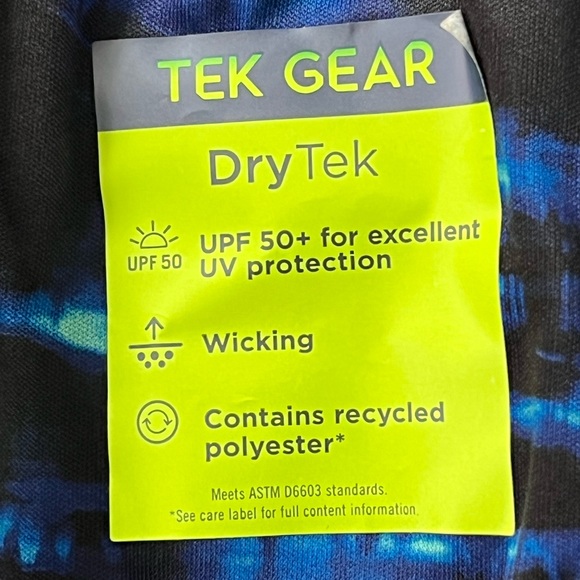 TEK GEAR
DryTek
UPF 50
UPF 50+ for excellent
UV protection
Wicking
Contains recycled
polyester*
Meets ASTM D6603 standards.
*See care label for full content information.